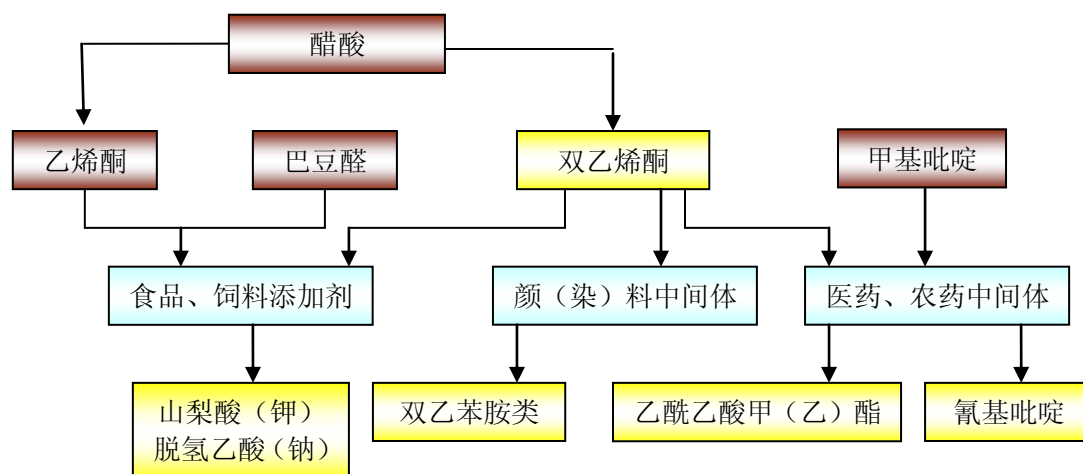 醋酸
乙烯酮
巴豆醛
双乙烯酮
甲基吡啶
食品、饲料添加剂
颜（染）料中间体
医药、农药中间体
山梨酸（钾）
脱氢乙酸（钠）
双乙苯胺类
乙酰乙酸甲（乙）酯
氰基吡啶